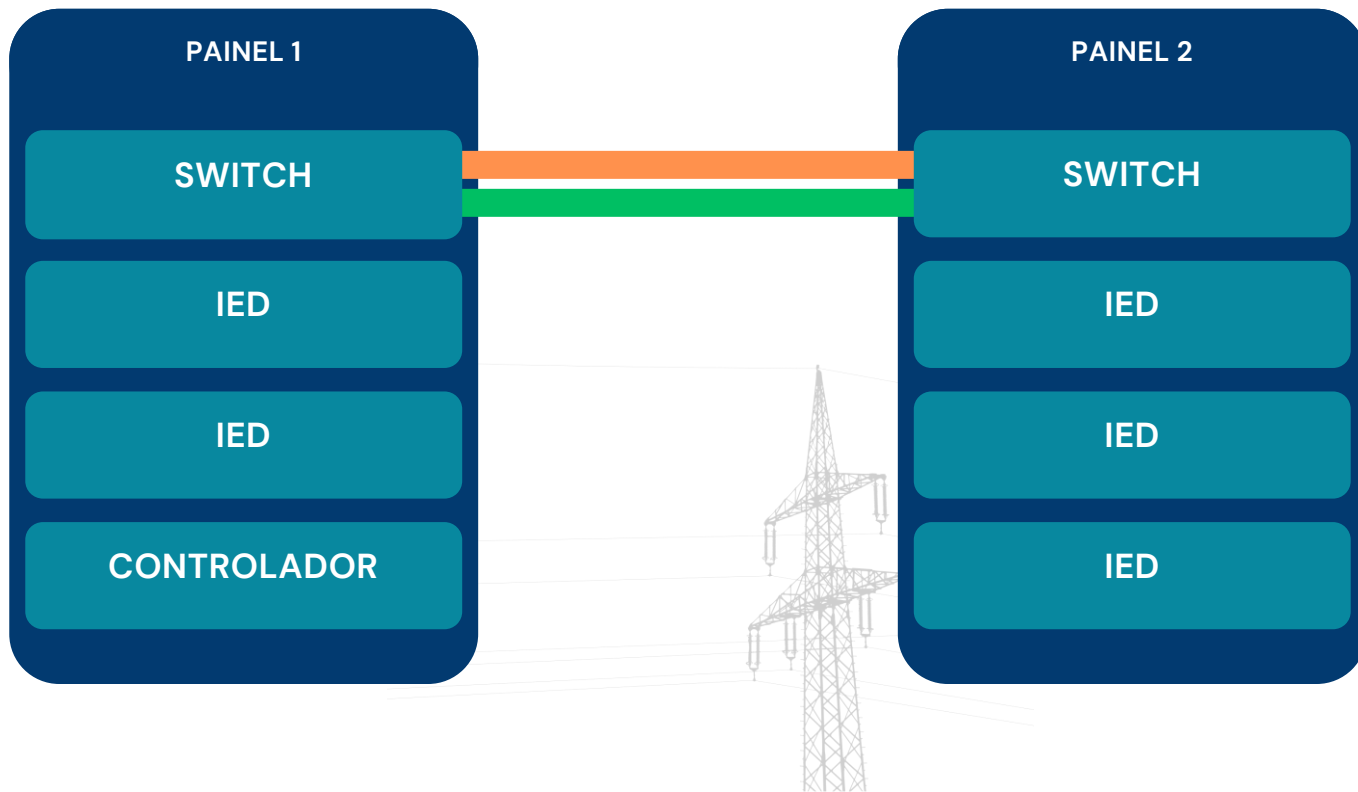 PAINEL 1
SWITCH
IED
IED
CONTROLADOR
PAINEL 2
SWITCH
IED
IED
IED